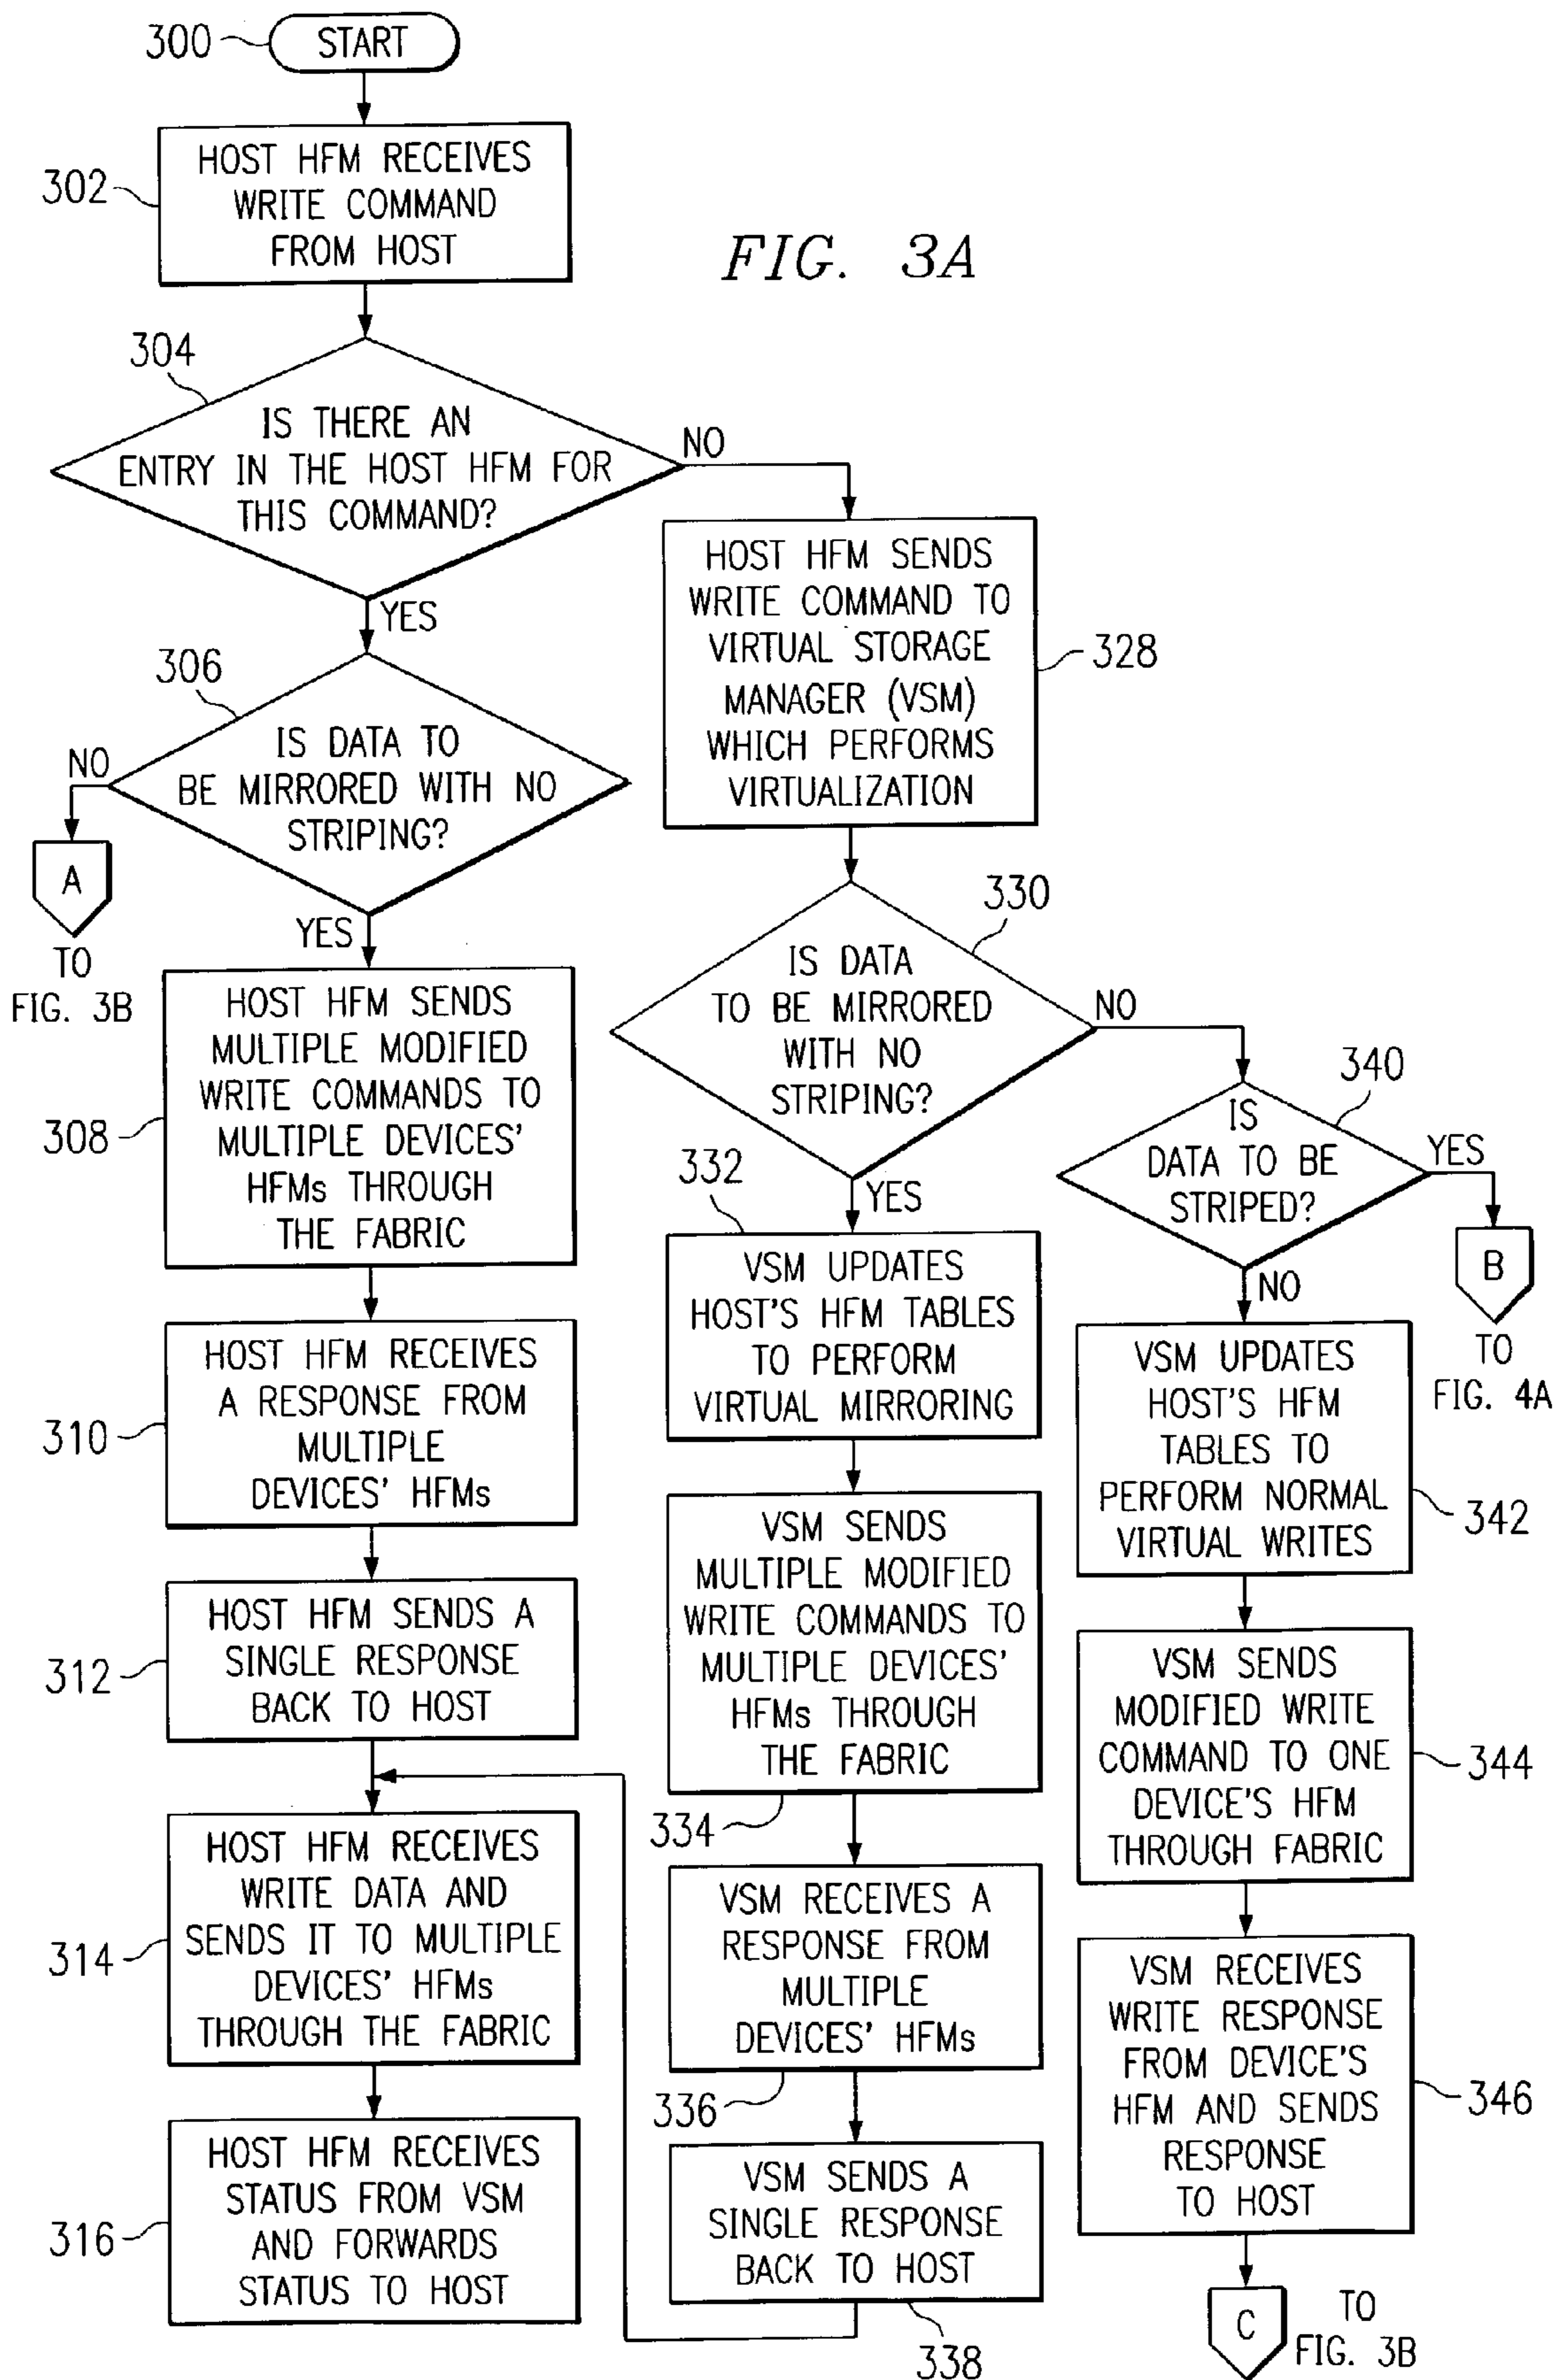 300
START
302
HOST HFM RECEIVES
WRITE COMMAND
FROM HOST
FIG. 3A
304
IS THERE AN
ENTRY IN THE HOST HFM FOR
THIS COMMAND?
NO
YES
306
IS DATA TO
BE MIRRORED WITH NO
STRIPING?
NO
A
TO
FIG. 3B
YES
308
HOST HFM SENDS
MULTIPLE MODIFIED
WRITE COMMANDS TO
MULTIPLE DEVICES'
HFMs THROUGH
THE FABRIC
310
HOST HFM RECEIVES
A RESPONSE FROM
MULTIPLE
DEVICES' HFMs
312
HOST HFM SENDS A
SINGLE RESPONSE
BACK TO HOST
314
HOST HFM RECEIVES
WRITE DATA AND
SENDS IT TO MULTIPLE
DEVICES' HFMs
THROUGH THE FABRIC
316
HOST HFM RECEIVES
STATUS FROM VSM
AND FORWARDS
STATUS TO HOST
HOST HFM SENDS
WRITE COMMAND TO
VIRTUAL STORAGE
MANAGER (VSM)
WHICH PERFORMS
VIRTUALIZATION
328
330
IS DATA
TO BE MIRRORED
WITH NO
STRIPING?
NO
YES
332
VSM UPDATES
HOST'S HFM TABLES
TO PERFORM
VIRTUAL MIRRORING
VSM SENDS
MULTIPLE MODIFIED
WRITE COMMANDS TO
MULTIPLE DEVICES'
HFMs THROUGH
THE FABRIC
334
VSM RECEIVES A
RESPONSE FROM
MULTIPLE
DEVICES' HFMs
336
VSM SENDS A
SINGLE RESPONSE
BACK TO HOST
338
340
IS
DATA TO BE
STRIPED?
YES
B
TO
FIG. 4A
NO
VSM UPDATES
HOST'S HFM
TABLES TO
PERFORM NORMAL
VIRTUAL WRITES
342
VSM SENDS
MODIFIED WRITE
COMMAND TO ONE
DEVICE'S HFM
THROUGH FABRIC
344
VSM RECEIVES
WRITE RESPONSE
FROM DEVICE'S
HFM AND SENDS
RESPONSE
TO HOST
346
C
TO
FIG. 3B